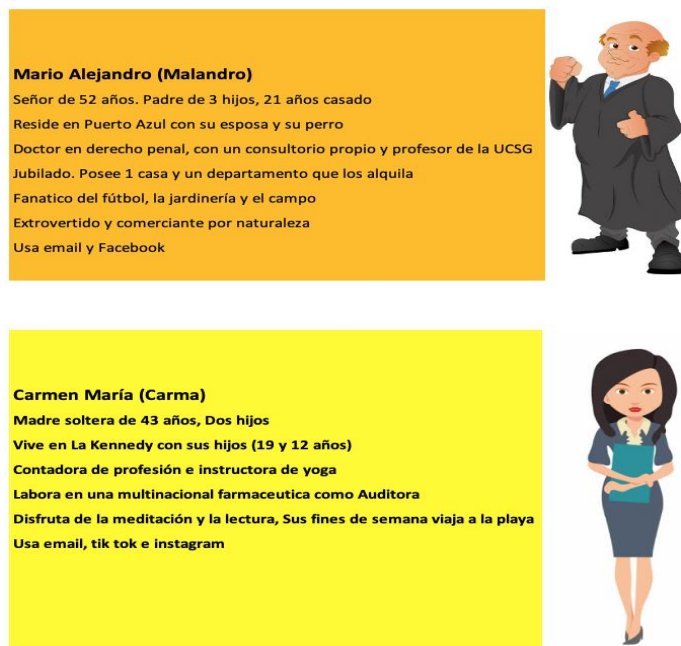 Mario Alejandro (Malandro)
Señor de 52 años. Padre de 3 hijos, 21 años casado
Reside en Puerto Azul con su esposa y su perro
Doctor en derecho penal, con un consultorio propio y profesor de la UCSG
Jubilado. Posee 1 casa y un departamento que los alquila
Fanatico del fútbol, la jardinería y el campo
Extrovertido y comerciante por naturaleza
Usa email y Facebook
Carmen María (Carma)
Madre soltera de 43 años, Dos hijos
Vive en La Kennedy con sus hijos (19 y 12 años)
Contadora de profesión e instructora de yoga
Labora en una multinacional farmaceutica como Auditora
Disfruta de la meditación y la lectura, Sus fines de semana viaja a la playa
Usa email, tik tok e instagram